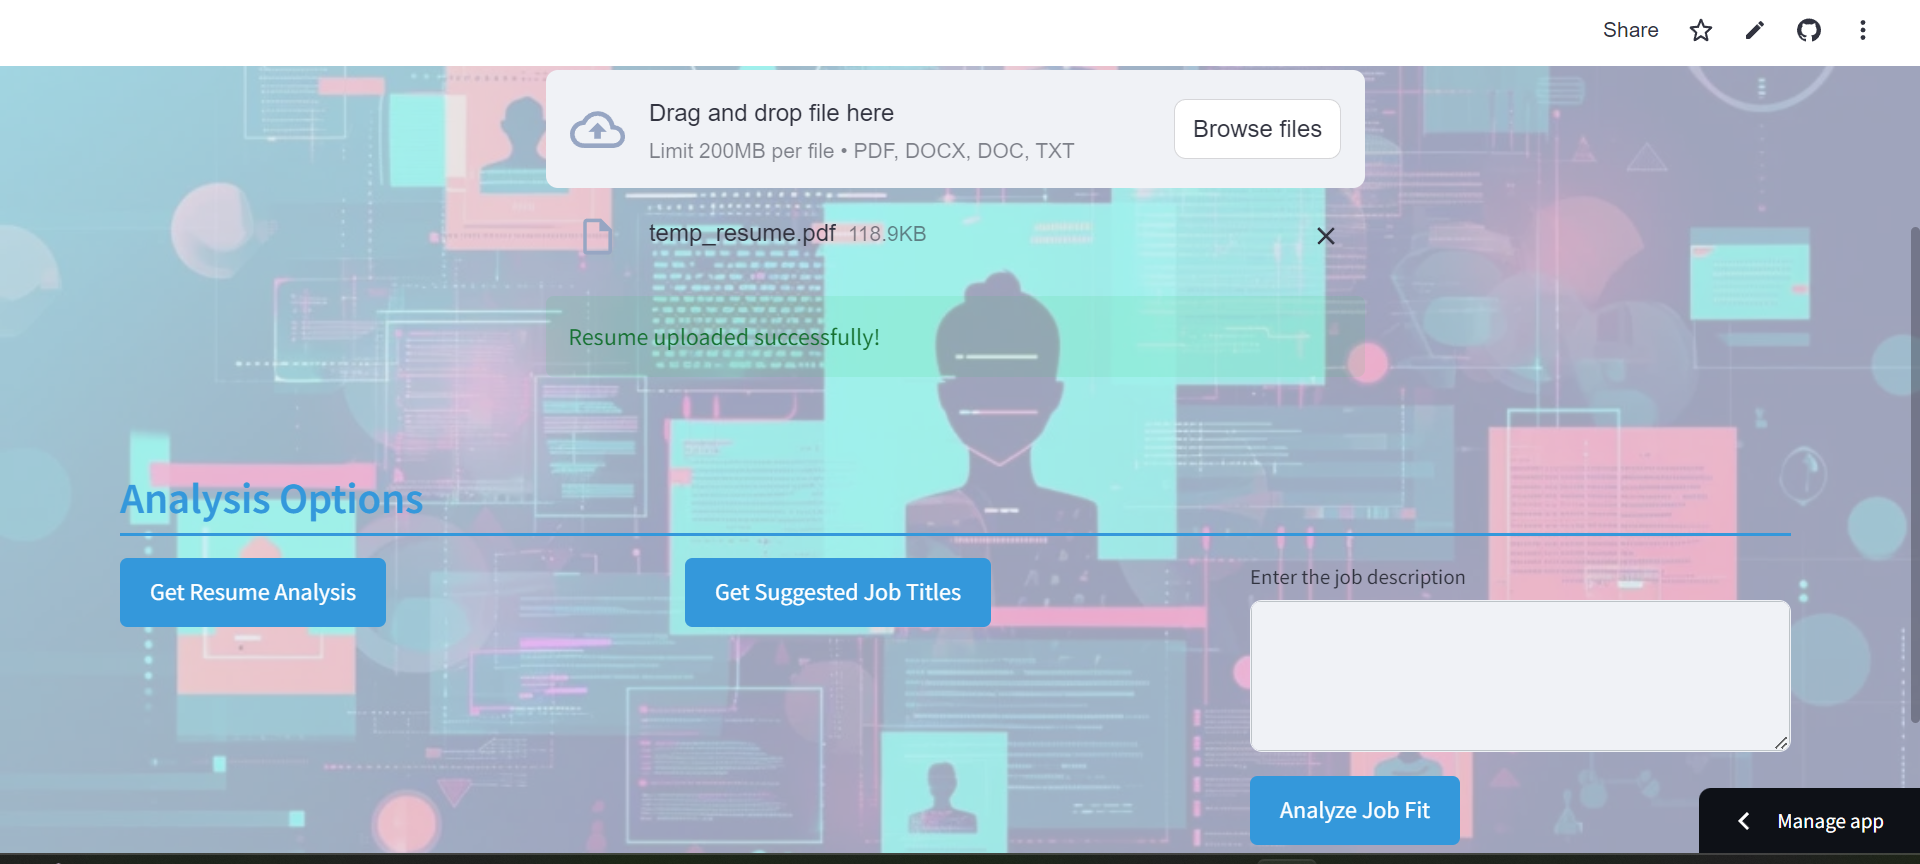 Share
Drag and drop file here
Browse files
Limit 200MB per file • PDF, DOCX, DOC, TXT
temp_resume.pdf 118.9KB
Resume uploaded successfully!
Analysis Options
Get Resume Analysis
Get Suggested Job Titles
Enter the job description
Analyze Job Fit
Manage app